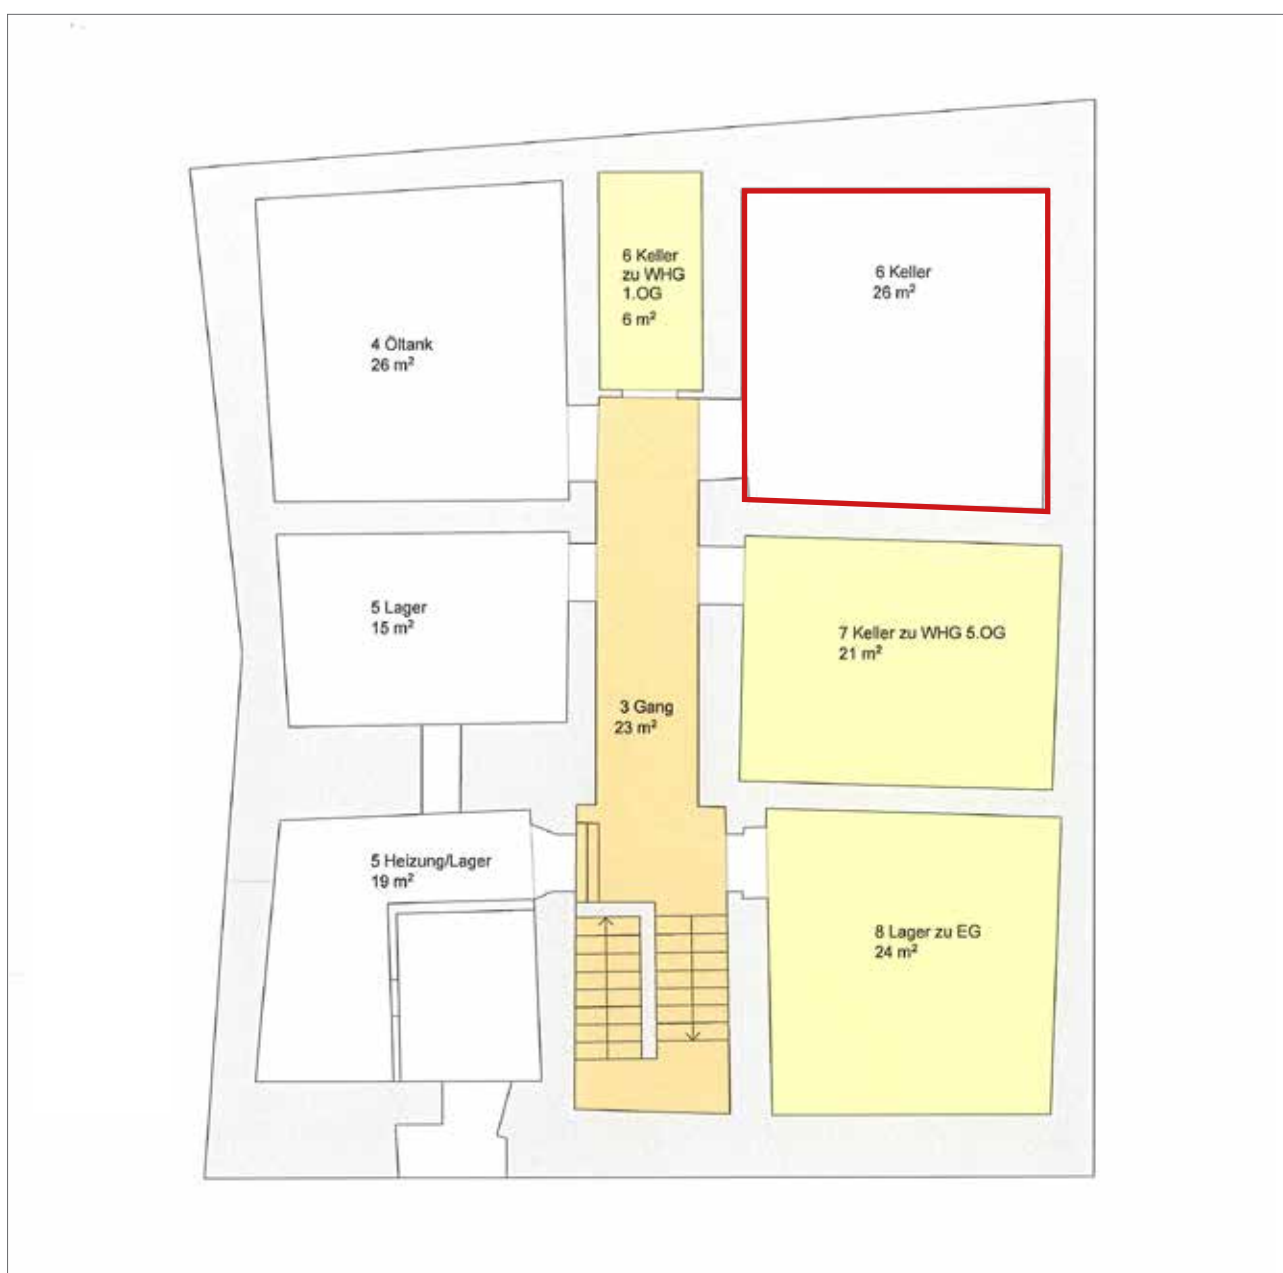 6 Keller
zu WHG
1.OG
6 m²
6 Keller
26 m²
4 Öltank
26 m²
5 Lager
15 m²
7 Keller zu WHG 5.OG
21 m²
3 Gang
23 m²
5 Heizung/Lager
19 m²
8 Lager zu EG
24 m²